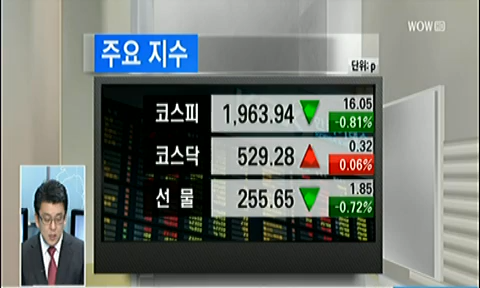 WOW HD
주요 지수
단위: p
코스피 1,963.94 ▼ 16.05 -0.81%
코스닥 529.28 ▲ 0.32 0.06%
선물 255.65 ▼ 1.85 -0.72%